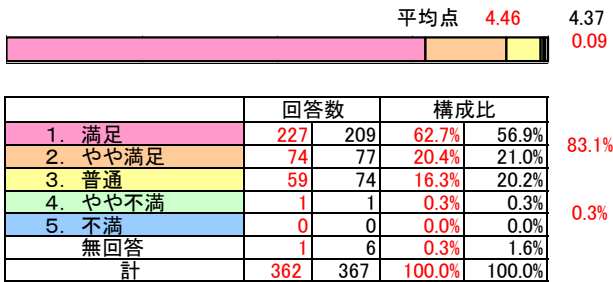 平均点 4.46 4.37
0.09
回答数 構成比
1. 満足 227 209 62.7% 56.9%
83.1%
2. やや満足 74 77 20.4% 21.0%
3. 普通 59 74 16.3% 20.2%
4. やや不満 1 1 0.3% 0.3%
0.3%
5. 不満 0 0 0.0% 0.0%
無回答 1 6 0.3% 1.6%
計 362 367 100.0% 100.0%